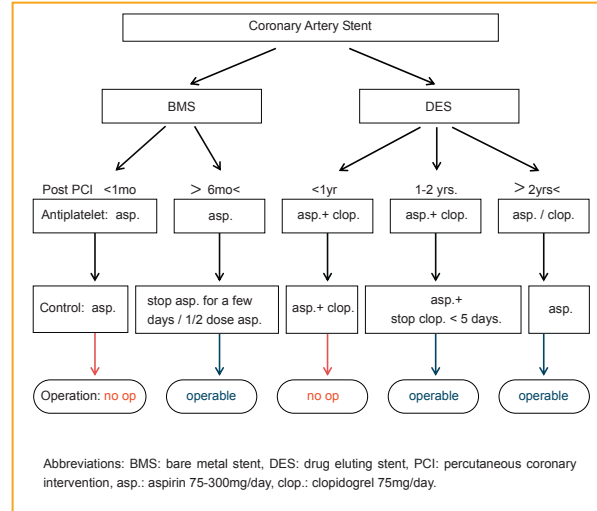 Coronary Artery Stent
BMS
DES
Post PCI <1mo
> 6mo<
<1yr
1-2 yrs.
> 2yrs<
Antiplatelet: asp.
asp.
asp.+ clop.
asp.+ clop.
asp. / clop.
Control: asp.
stop asp. for a few
days / 1/2 dose asp.
asp.+ clop.
asp.+
stop clop. < 5 days.
asp.
Operation: no op
operable
no op
operable
operable
Abbreviations: BMS: bare metal stent, DES: drug eluting stent, PCI: percutaneous coronary
intervention, asp.: aspirin 75-300mg/day, clop.: clopidogrel 75mg/day.